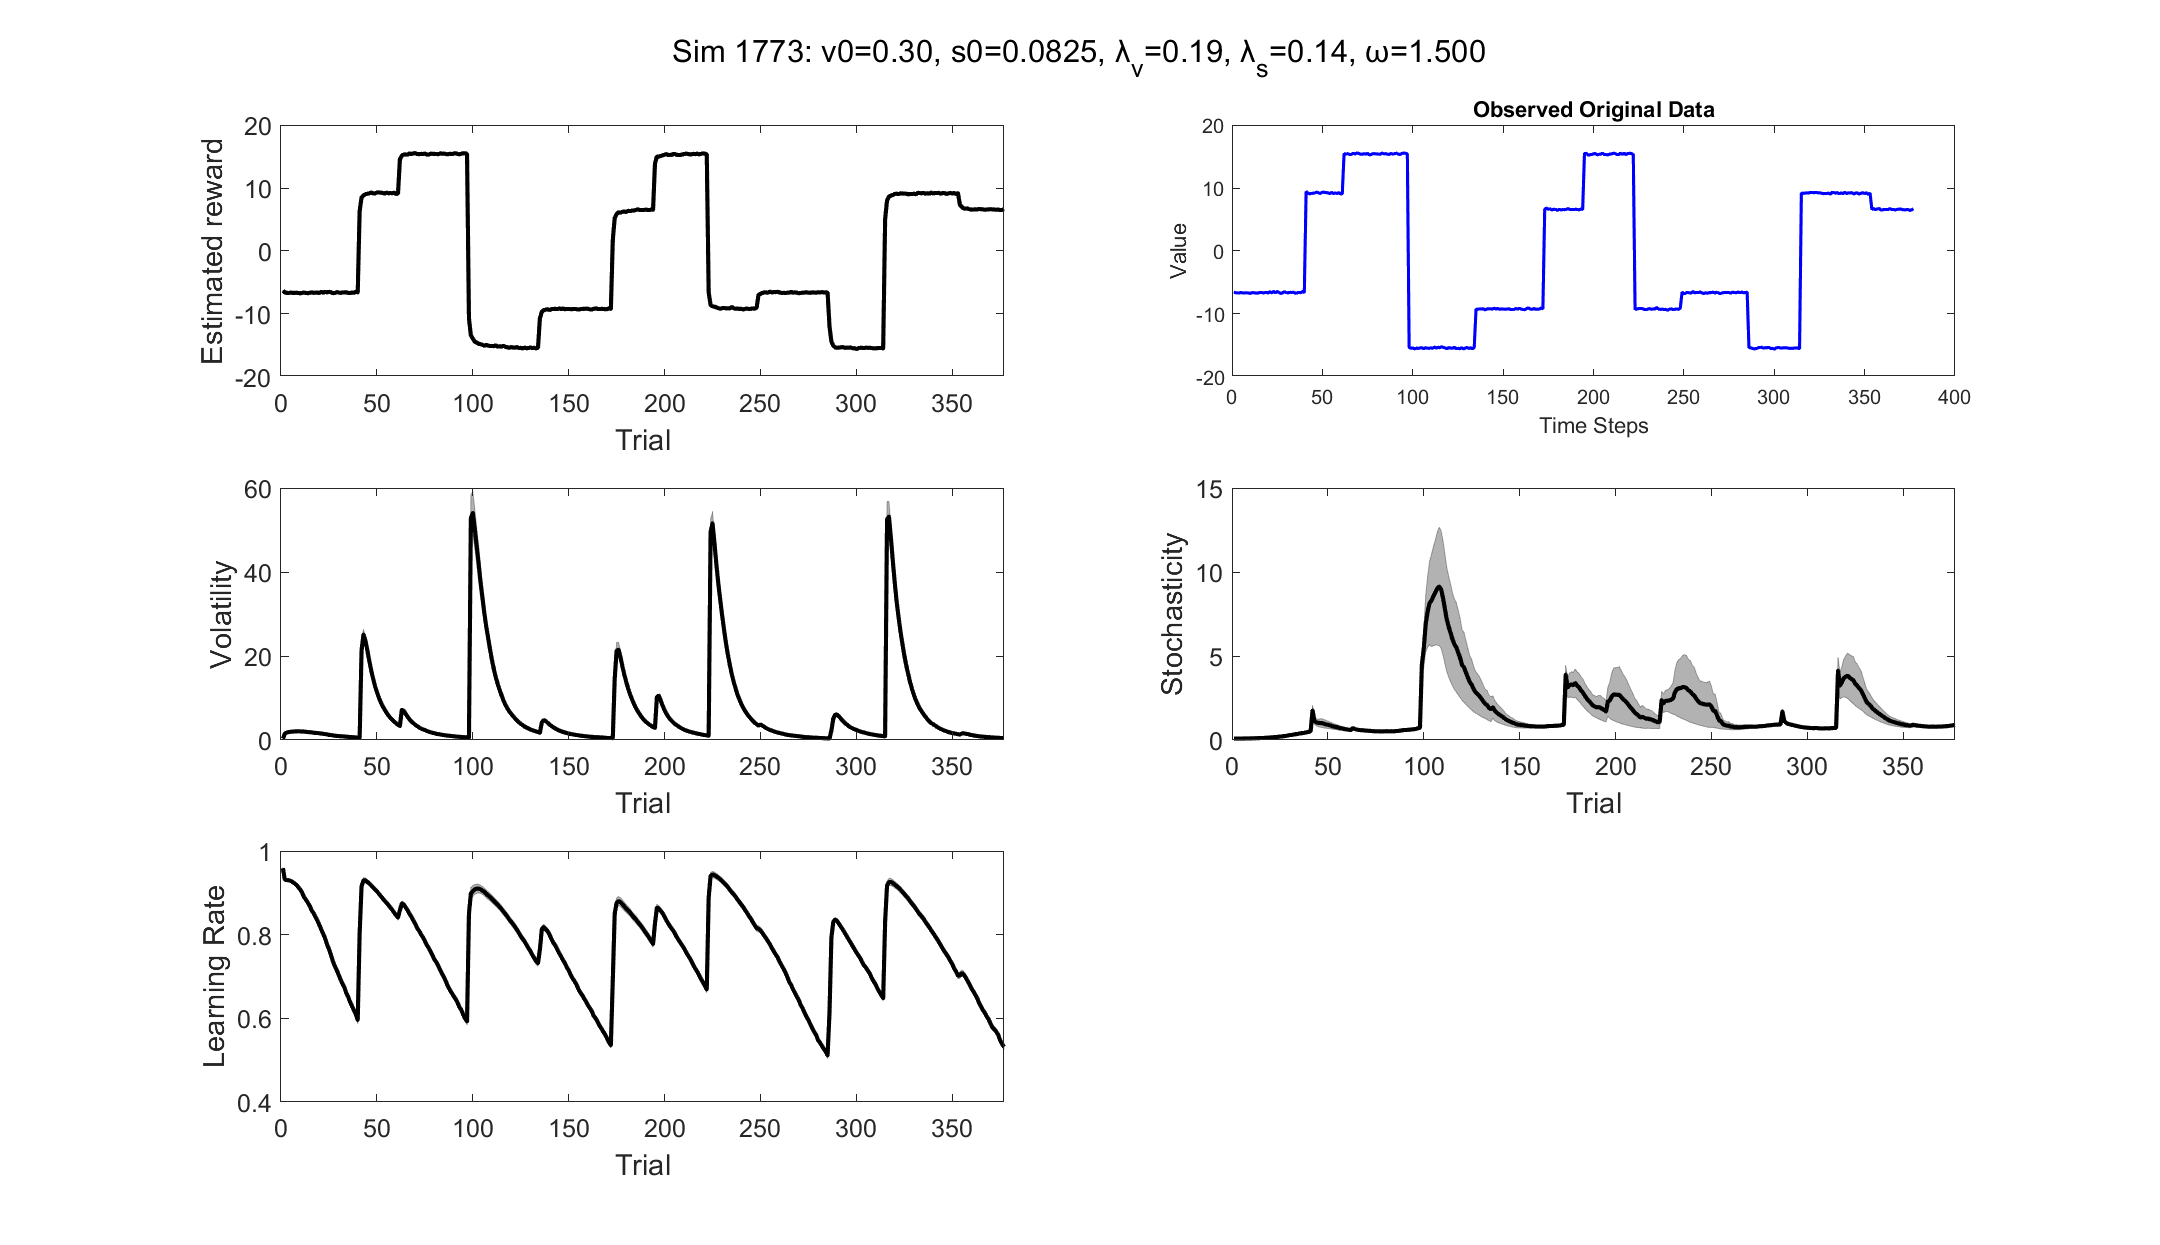 Sim 1773: v0=0.30, s0=0.0825, λv=0.19, λs=0.14, ω=1.500
20
10
0
-10
-20
Estimated reward
0 50 100 150 200 250 300 350
Trial
Observed Original Data
20
10
0
-10
-20
Value
0 50 100 150 200 250 300 350 400
Time Steps
60
40
20
0
Volatility
0 50 100 150 200 250 300 350
Trial
15
10
5
0
Stochasticity
0 50 100 150 200 250 300 350
Trial
1
0.8
0.6
0.4
Learning Rate
0 50 100 150 200 250 300 350
Trial